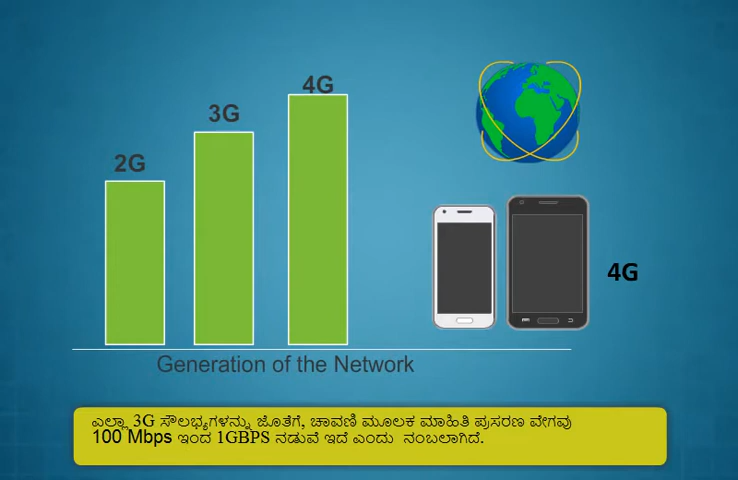 4G
3G
2G
4G
Generation of the Network
ಎಲ್ಲಾ 3G ಸೌಲಭ್ಯಗಳನ್ನು ಜೊತೆಗೆ, ಚಾವಣಿ ಮೂಲಕ ಮಾಹಿತಿ ಪ್ರಸರಣ ವೇಗವು
100 Mbps ಇಂದ 1GBPS ನಡುವೆ ಇದೆ ಎಂದು ನಂಬಲಾಗಿದೆ.